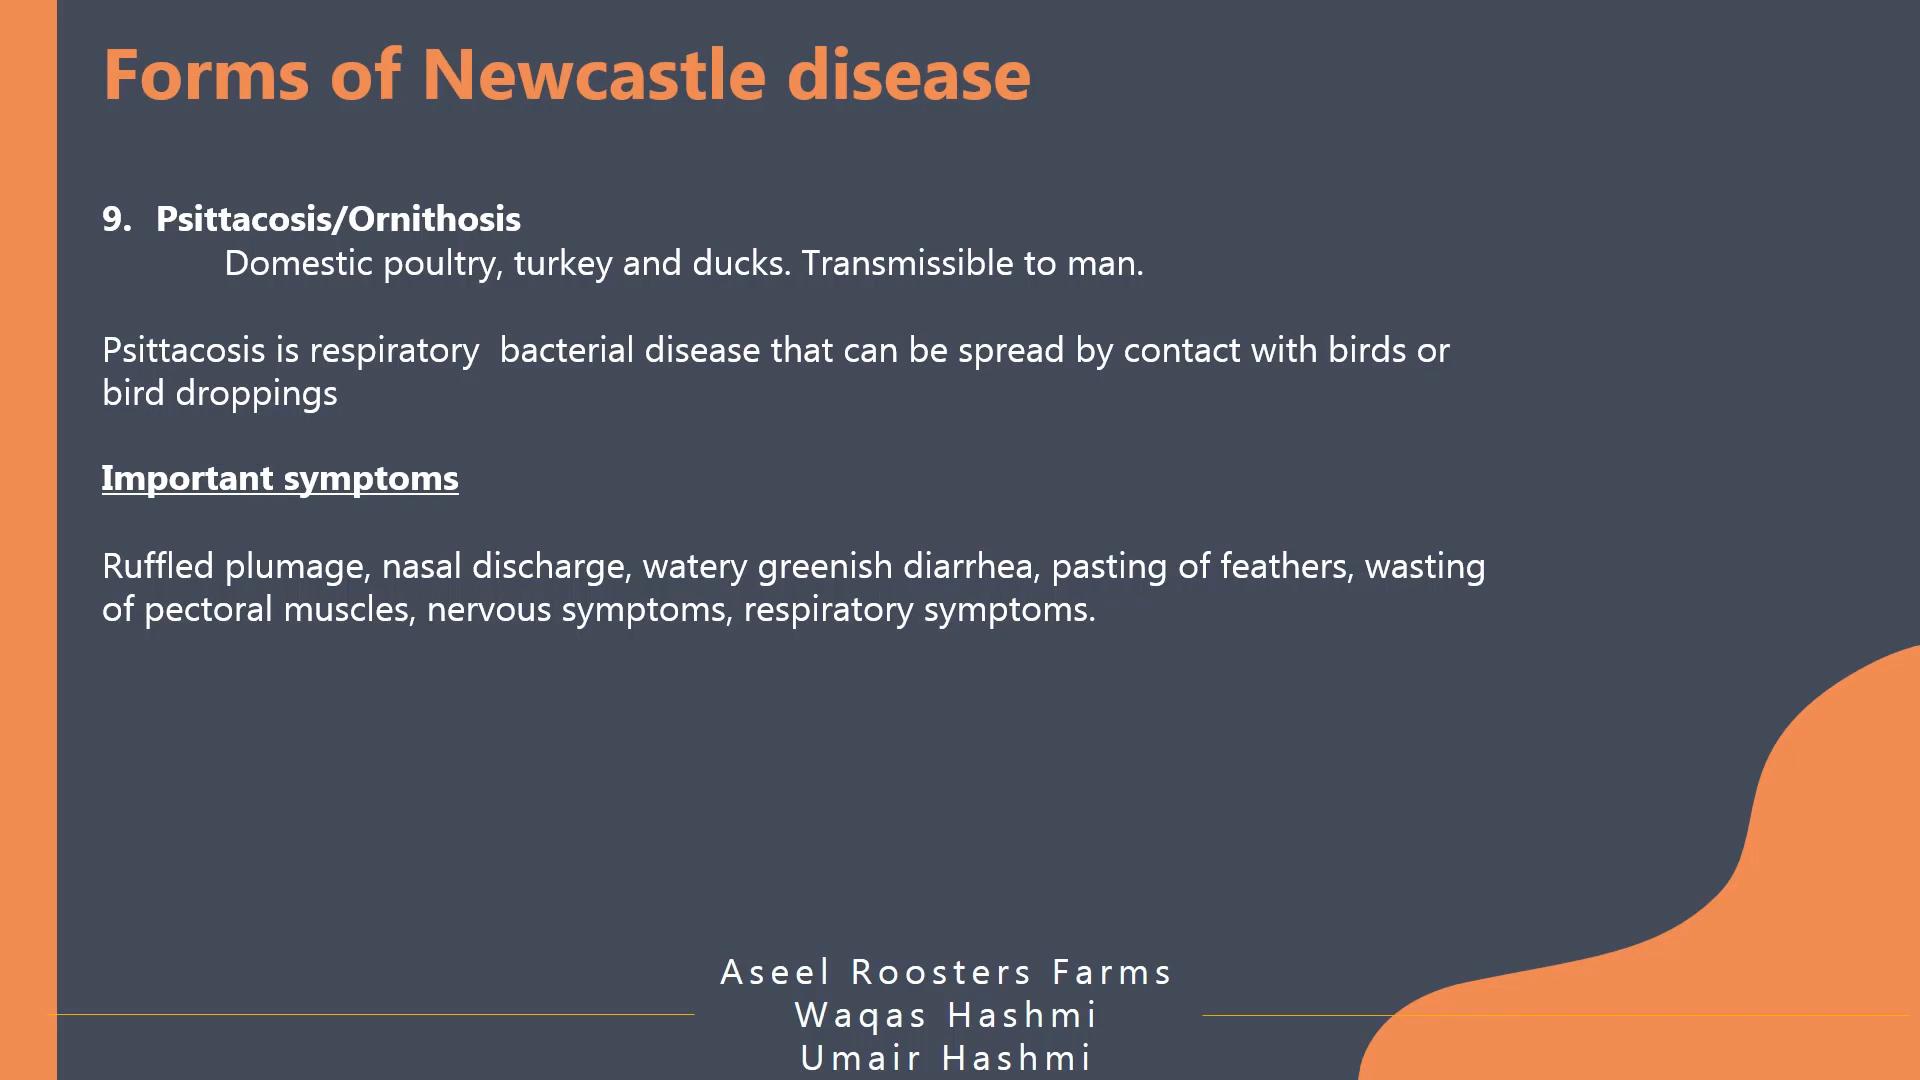 Forms of Newcastle disease
9. Psittacosis/Ornithosis
Domestic poultry, turkey and ducks. Transmissible to man.
Psittacosis is respiratory  bacterial disease that can be spread by contact with birds or
bird droppings
Important symptoms
Ruffled plumage, nasal discharge, watery greenish diarrhea, pasting of feathers, wasting
of pectoral muscles, nervous symptoms, respiratory symptoms.
Aseel Roosters Farms
Waqas Hashmi
Umair Hashmi